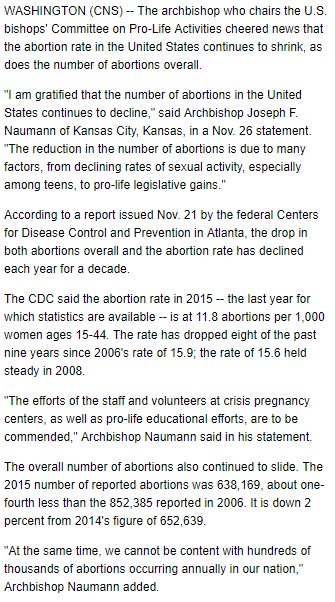 WASHINGTON (CNS) -- The archbishop who chairs the U.S.
bishops' Committee on Pro-Life Activities cheered news that
the abortion rate in the United States continues to shrink, as
does the number of abortions overall.
"I am gratified that the number of abortions in the United
States continues to decline," said Archbishop Joseph F.
Naumann of Kansas City, Kansas, in a Nov. 26 statement.
"The reduction in the number of abortions is due to many
factors, from declining rates of sexual activity, especially
among teens, to pro-life legislative gains."
According to a report issued Nov. 21 by the federal Centers
for Disease Control and Prevention in Atlanta, the drop in
both abortions overall and the abortion rate has declined
each year for a decade.
The CDC said the abortion rate in 2015 -- the last year for
which statistics are available -- is at 11.8 abortions per 1,000
women ages 15-44. The rate has dropped eight of the past
nine years since 2006's rate of 15.9; the rate of 15.6 held
steady in 2008.
"The efforts of the staff and volunteers at crisis pregnancy
centers, as well as pro-life educational efforts, are to be
commended," Archbishop Naumann said in his statement.
The overall number of abortions also continued to slide. The
2015 number of reported abortions was 638,169, about one-
fourth less than the 852,385 reported in 2006. It is down 2
percent from 2014's figure of 652,639.
"At the same time, we cannot be content with hundreds of
thousands of abortions occurring annually in our nation,"
Archbishop Naumann added.